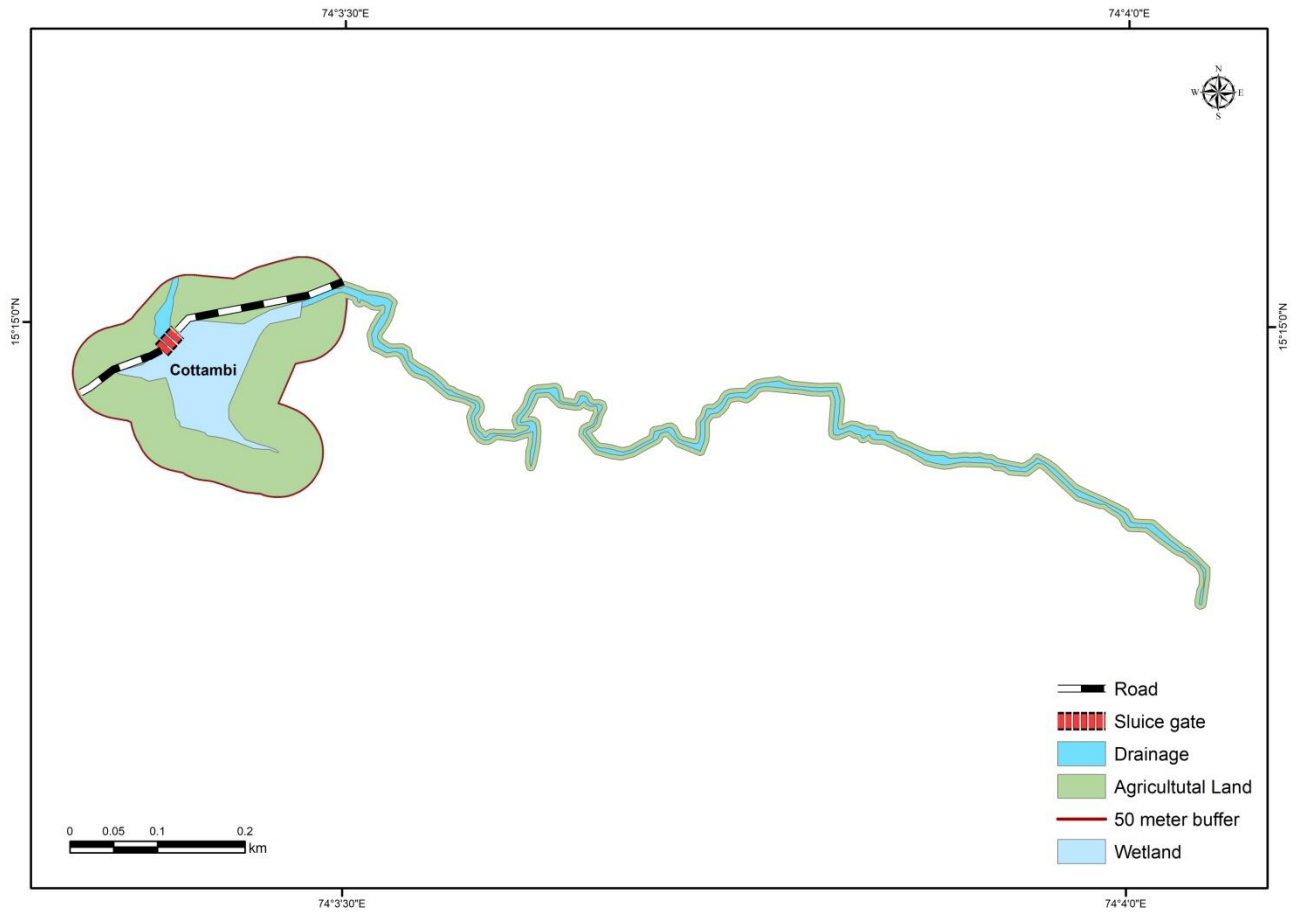 74°3'30"E 74°4'0"E
N
W E
S
15°15'0"N 15°15'0"N
Cottambi
Road
Sluice gate
Drainage
Agricultutal Land
50 meter buffer
Wetland
0 0.05 0.1 0.2
km
74°3'30"E 74°4'0"E